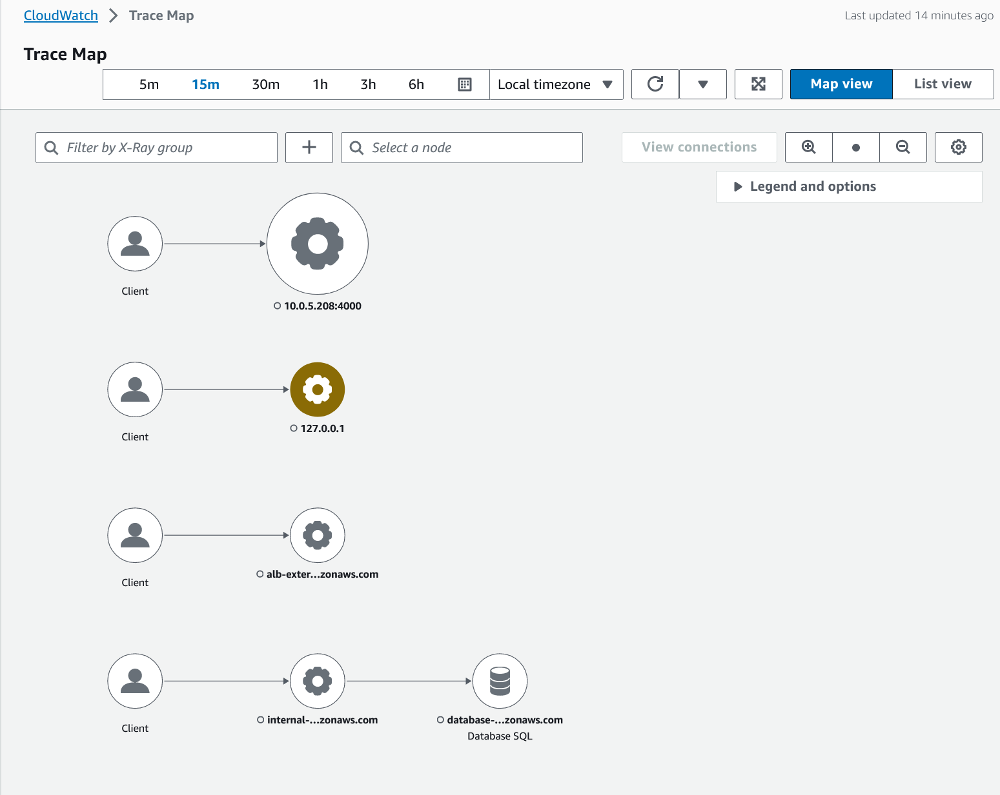 CloudWatch
Trace Map
Last updated 14 minutes ago
Trace Map
5m
15m
30m
1h
3h
6h
Local timezone
Map view
List view
Filter by X-Ray group
Select a node
View connections
Legend and options
Client
10.0.5.208:4000
Client
127.0.0.1
Client
alb-exter...zonaws.com
Client
internal-...zonaws.com
database-...zonaws.com
Database SQL